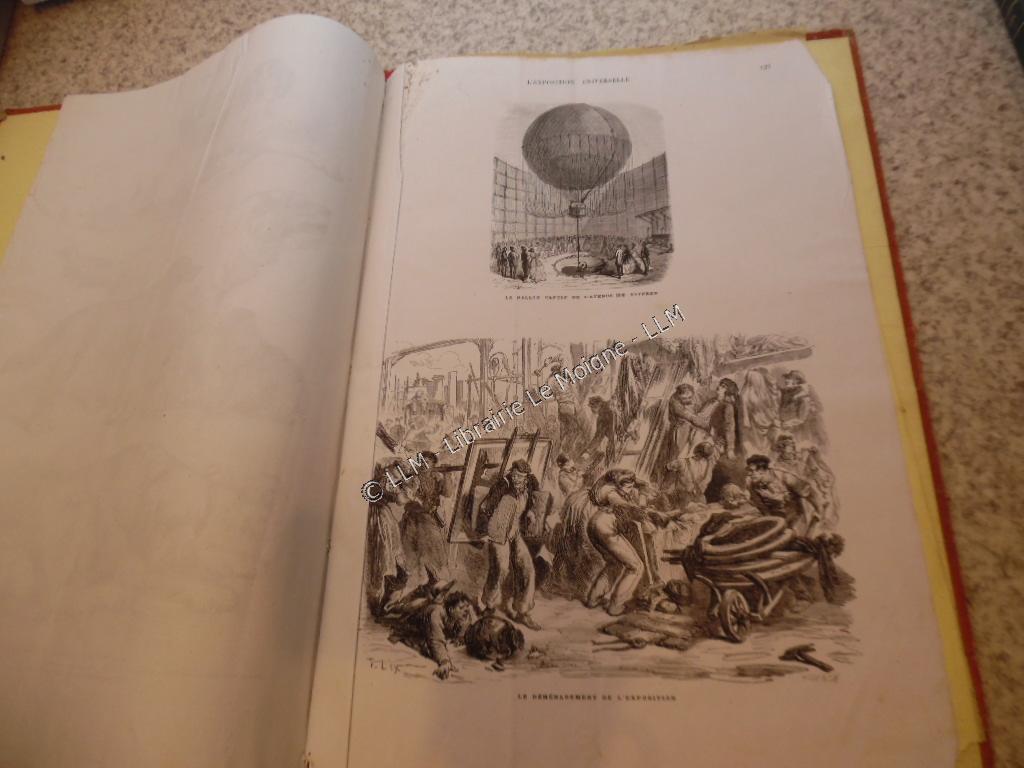 L'EXPOSITION UNIVERSELLE
LE BALLON CAPTIF DE L'AVENUE DE SUFFREN
© LLM - Librairie Le Moigne - LLM
LE DÉMÉNAGEMENT DE L'EXPOSITION